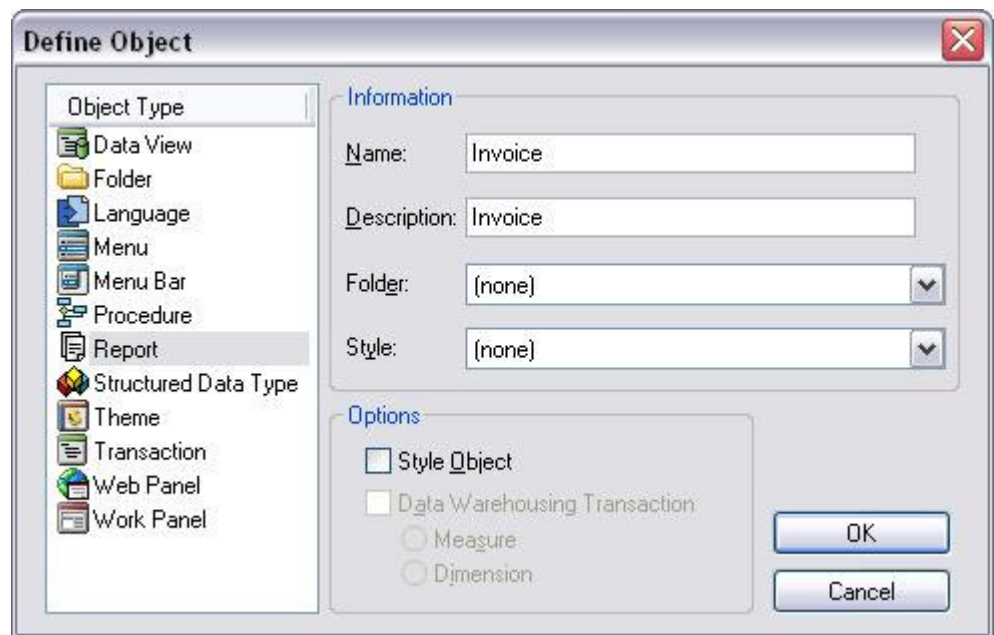 Define Object
Object Type
Data View
Folder
Language
Menu
Menu Bar
Procedure
Report
Structured Data Type
Theme
Transaction
Web Panel
Work Panel
Information
Name: Invoice
Description: Invoice
Folder: (none)
Style: (none)
Options
Style Object
Data Warehousing Transaction
Measure
Dimension
OK
Cancel